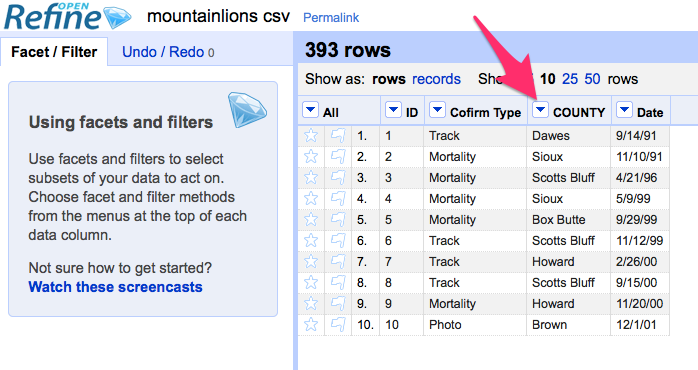 OPEN
Refine mountainlions csv Permalink
Facet / Filter Undo / Redo 0
Using facets and filters
Use facets and filters to select
subsets of your data to act on.
Choose facet and filter methods
from the menus at the top of each
data column.
Not sure how to get started?
Watch these screencasts
393 rows
Show as: rows records Sho 10 25 50 rows
All ID Cofirm Type COUNTY Date
1. 1 Track Dawes 9/14/91
2. 2 Mortality Sioux 11/10/91
3. 3 Mortality Scotts Bluff 4/21/96
4. 4 Mortality Sioux 5/9/99
5. 5 Mortality Box Butte 9/29/99
6. 6 Track Scotts Bluff 11/12/99
7. 7 Track Howard 2/26/00
8. 8 Track Scotts Bluff 9/15/00
9. 9 Mortality Howard 11/20/00
10. 10 Photo Brown 12/1/01